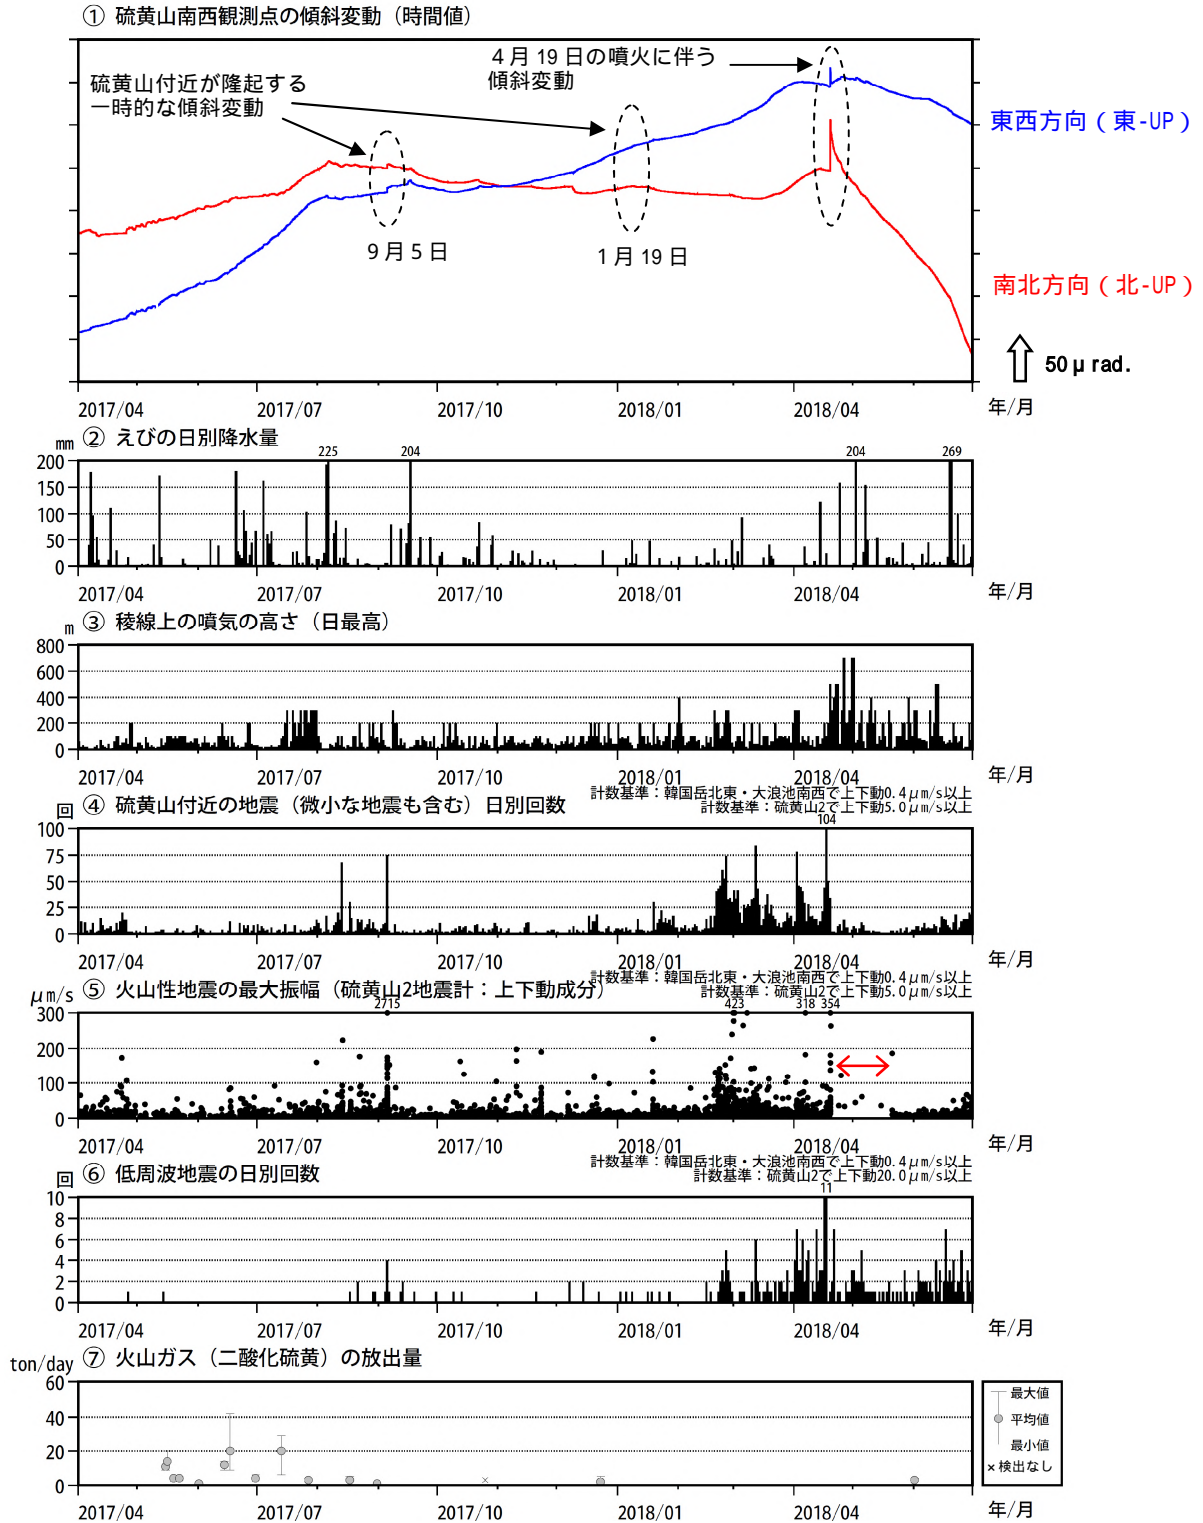 ① 硫黄山南西観測点の傾斜変動（時間値）
硫黄山付近が隆起する
一時的な傾斜変動
４月 19 日の噴火に伴う
傾斜変動
9 月 5 日
1 月 19 日
東西方向（東-UP）
南北方向（北-UP）
50 μ rad.
2017/04 2017/07 2017/10 2018/01 2018/04 年/月
mm ② えびの日別降水量
225 204 204 269
200
150
100
50
0
2017/04 2017/07 2017/10 2018/01 2018/04 年/月
m ③ 稜線上の噴気の高さ（日最高）
800
600
400
200
0
2017/04 2017/07 2017/10 2018/01 2018/04 年/月
回 ④ 硫黄山付近の地震（微小な地震も含む）日別回数
計数基準：韓国岳北東・大浪池南西で上下動0.4μm/s以上
計数基準：硫黄山2で上下動5.0μm/s以上
104
100
75
50
25
0
2017/04 2017/07 2017/10 2018/01 2018/04 年/月
μm/s ⑤ 火山性地震の最大振幅（硫黄山2地震計：上下動成分）
計数基準：韓国岳北東・大浪池南西で上下動0.4μm/s以上
計数基準：硫黄山2で上下動5.0μm/s以上
2715 423 318 354
300
200
100
0
2017/04 2017/07 2017/10 2018/01 2018/04 年/月
回 ⑥ 低周波地震の日別回数
計数基準：韓国岳北東・大浪池南西で上下動0.4μm/s以上
計数基準：硫黄山2で上下動20.0μm/s以上
11
10
8
6
4
2
0
2017/04 2017/07 2017/10 2018/01 2018/04 年/月
ton/day ⑦ 火山ガス（二酸化硫黄）の放出量
60
40
20
0
最大値
平均値
最小値
×検出なし
2017/04 2017/07 2017/10 2018/01 2018/04 年/月